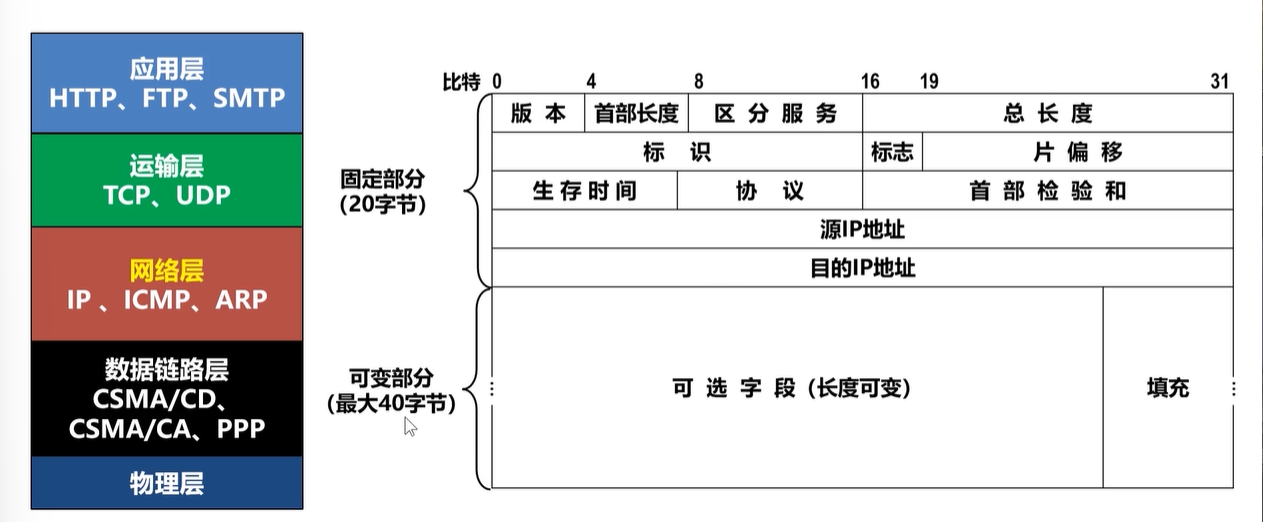 应用层
HTTP、FTP、SMTP
运输层
TCP、UDP
网络层
IP 、ICMP、ARP
数据链路层
CSMA/CD、
CSMA/CA、PPP
物理层
比特 0 4 8 16 19 31
固定部分
(20字节)
版 本 首部长度 区 分 服 务 总 长 度
标 识 标志 片 偏 移
生 存 时 间 协 议 首 部 检 验 和
源IP地址
目的IP地址
可变部分
(最大40字节)
可 选 字 段 (长度可变) 填充